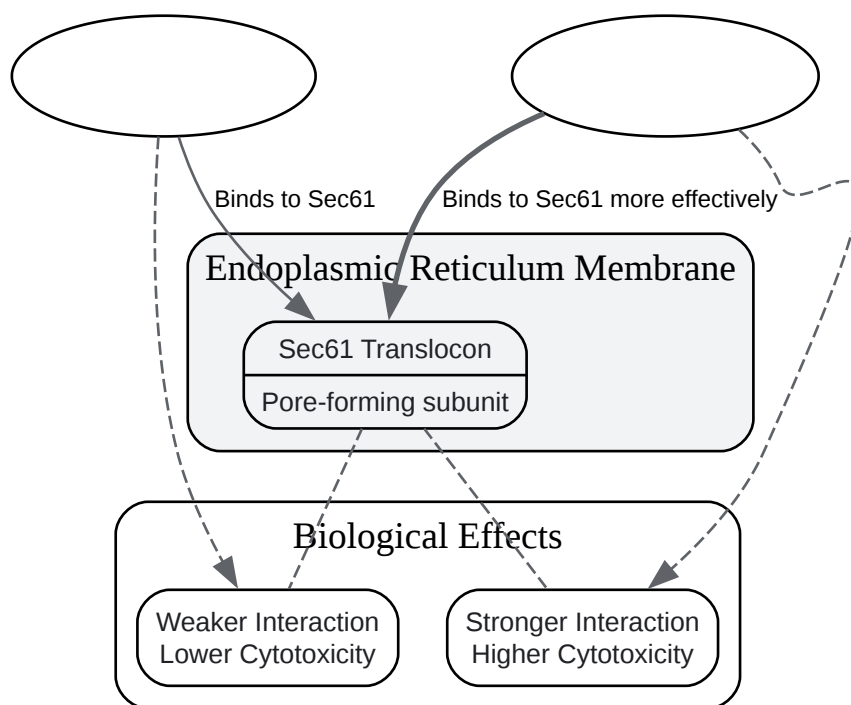 Binds to Sec61
Binds to Sec61 more effectively
Endoplasmic Reticulum Membrane
Sec61 Translocon
Pore-forming subunit
Biological Effects
Weaker Interaction
Lower Cytotoxicity
Stronger Interaction
Higher Cytotoxicity